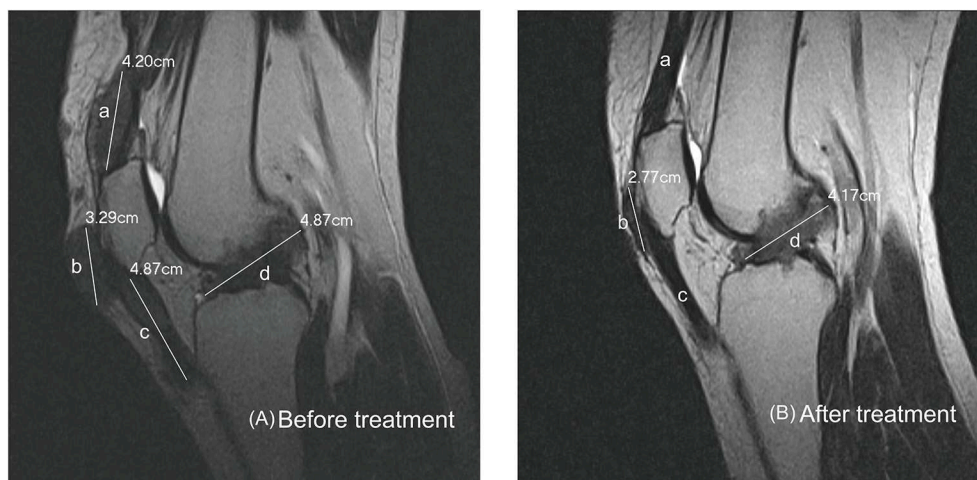 4.20cm
a
3.29cm
4.87cm
b
4.87cm
d
c
(A) Before treatment
a
2.77cm
4.17cm
b
d
c
(B) After treatment